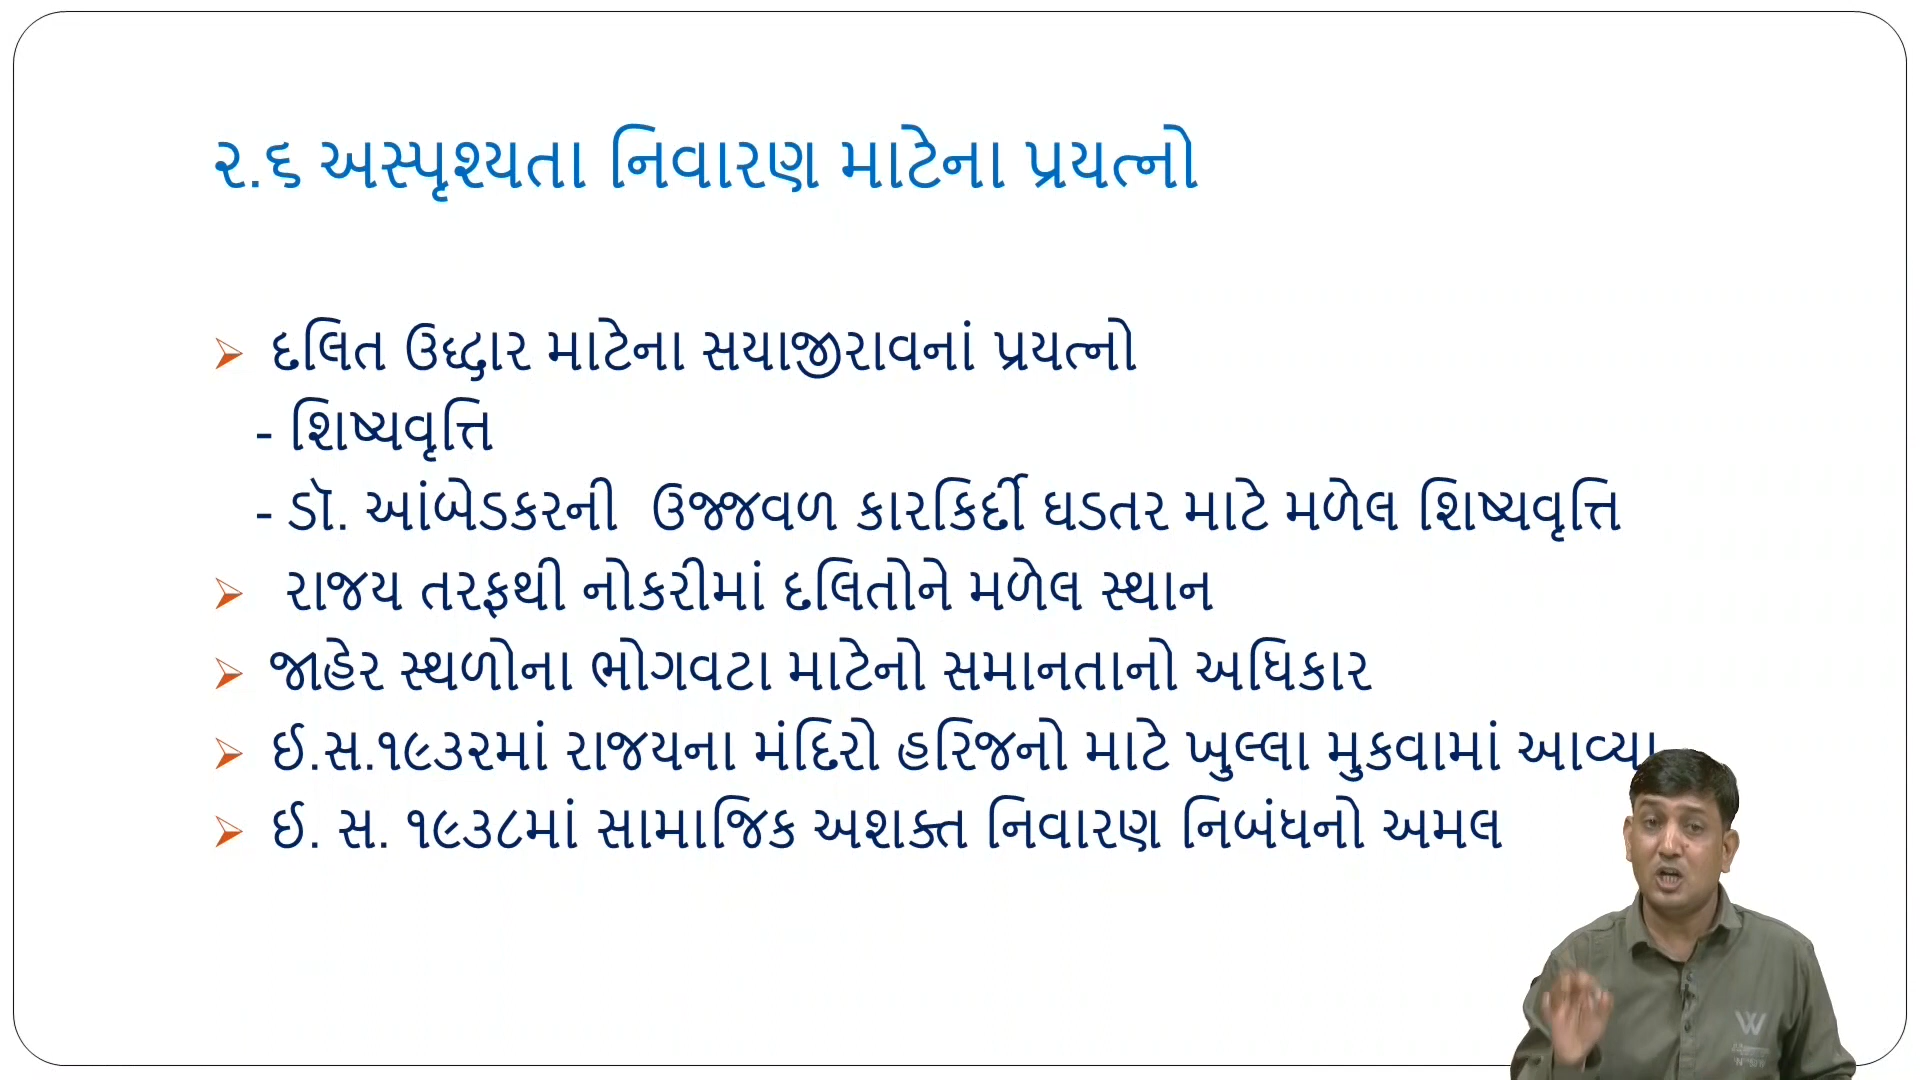 ૨.૬ અસ્પૃશ્યતા નિવારણ માટેના પ્રયત્નો
➢ દલિત ઉદ્ધાર માટેના સયાજીરાવનાં પ્રયત્નો
- શિષ્યવૃત્તિ
- ડૉ. આંબેડકરની ઉજ્જવળ કારકિર્દી ઘડતર માટે મળેલ શિષ્યવૃત્તિ
➢ રાજય તરફથી નોકરીમાં દલિતોને મળેલ સ્થાન
➢ જાહેર સ્થળોના ભોગવટા માટેનો સમાનતાનો અધિકાર
➢ ઈ.સ.૧૯૩૨માં રાજયના મંદિરો હરિજનો માટે ખુલ્લા મુકવામાં આવ્યા
➢ ઈ. સ. ૧૯૩૮માં સામાજિક અશક્ત નિવારણ નિબંધનો અમલ
W